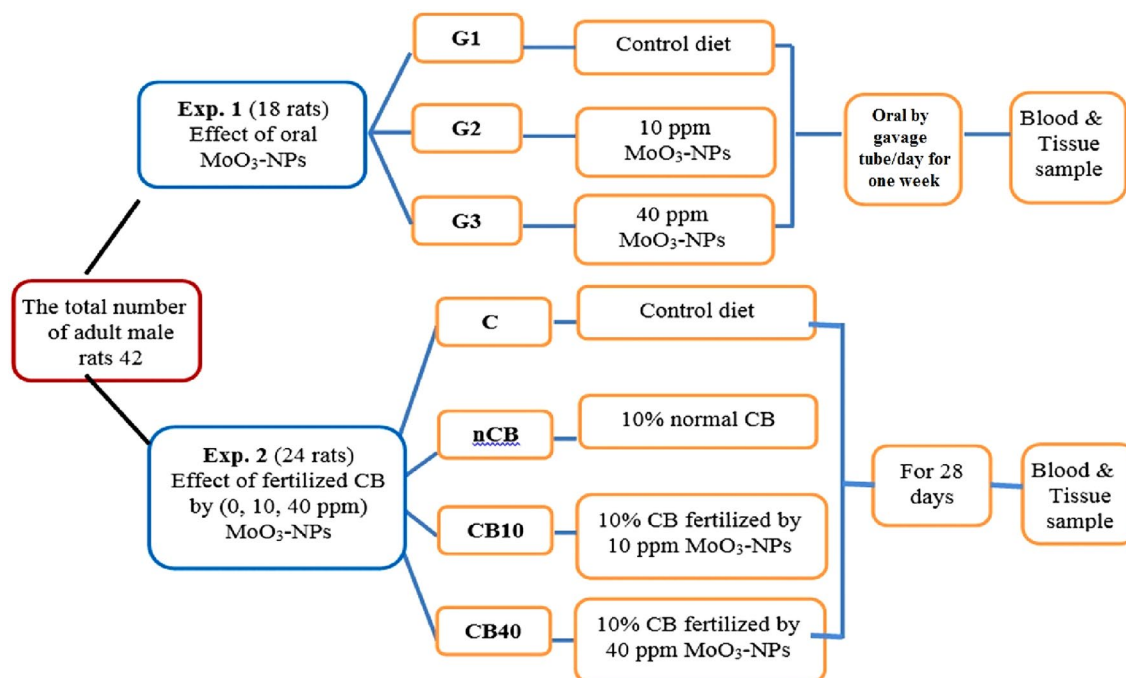 The total number
of adult male
rats 42
Exp. 1 (18 rats)
Effect of oral
MoO₃-NPs
G1
Control diet
G2
10 ppm
MoO₃-NPs
G3
40 ppm
MoO₃-NPs
Oral by
gavage
tube/day for
one week
Blood &
Tissue
sample
Exp. 2 (24 rats)
Effect of fertilized CB
by (0, 10, 40 ppm)
MoO₃-NPs
C
Control diet
nCB
10% normal CB
CB10
10% CB fertilized by
10 ppm MoO₃-NPs
CB40
10% CB fertilized by
40 ppm MoO₃-NPs
For 28
days
Blood &
Tissue
sample